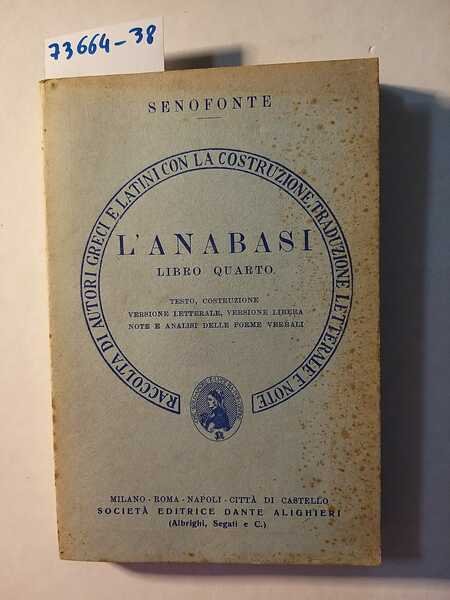 73664-38
SENOFONTE
RACCOLTA DI AUTORI GRECI E LATINI CON LA COSTRUZIONE, TRADUZIONE LETTERALE E NOTE
L'ANABASI
LIBRO QUARTO
TESTO, COSTRUZIONE
VERSIONE LETTERALE, VERSIONE LIBERA
NOTE E ANALISI DELLE FORME VERBALI
MILANO - ROMA - NAPOLI - CITTÀ DI CASTELLO
SOCIETÀ EDITRICE DANTE ALIGHIERI
(Albrighi, Segati e C.)